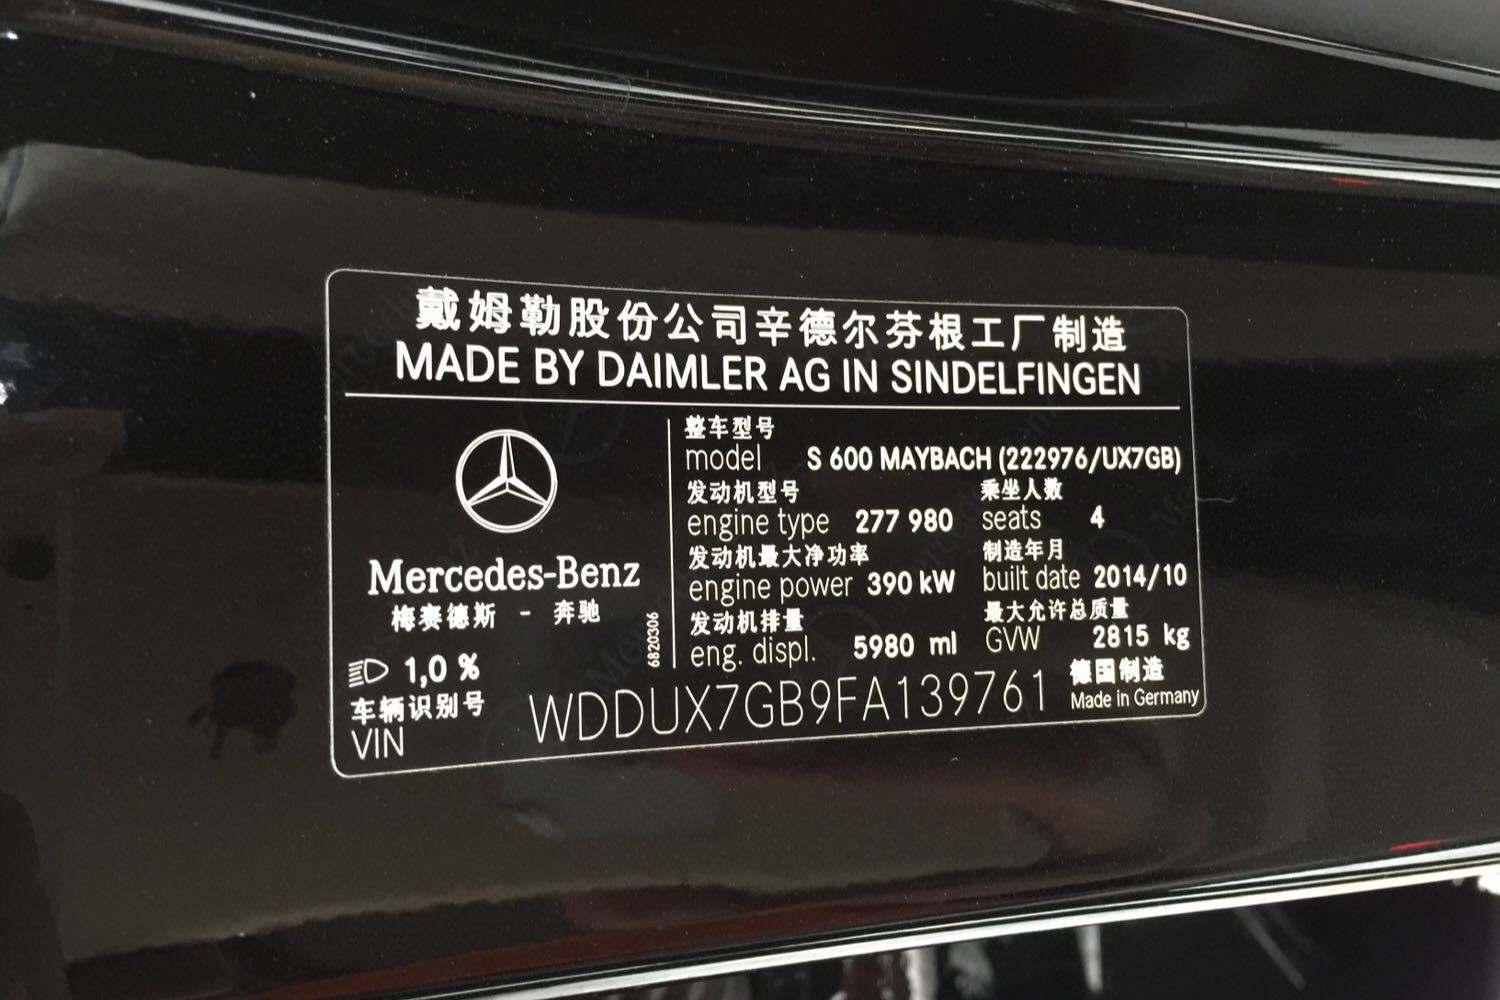 戴姆勒股份公司辛德尔芬根工厂制造
MADE BY DAIMLER AG IN SINDELFINGEN
Mercedes-Benz
梅赛德斯 - 奔驰
1,0 %
6820306
整车型号
model S 600 MAYBACH (222976/UX7GB)
发动机型号 乘坐人数
engine type 277 980 seats 4
发动机最大净功率 制造年月
engine power 390 kW built date 2014/10
发动机排量 最大允许总质量
eng. displ. 5980 ml GVW 2815 kg
车辆识别号 德国制造
VIN WDDUX7GB9FA139761 Made in Germany